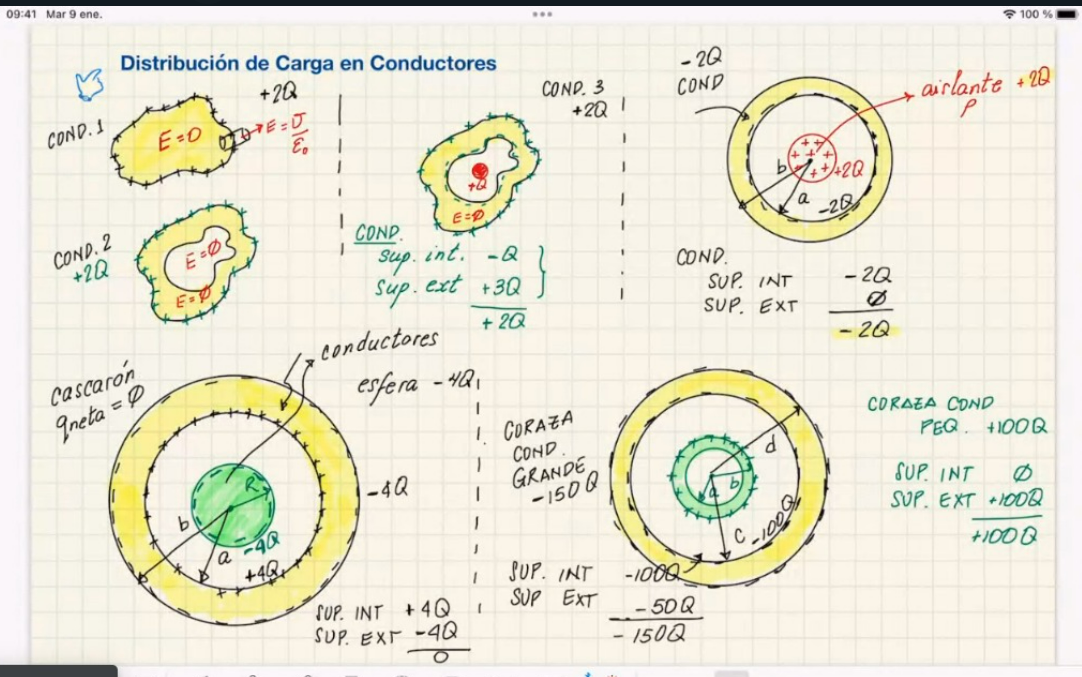 09:41 Mar 9 ene.
100 %
Distribución de Carga en Conductores
COND. 1
+2Q
E=0
E = σ/ε₀
COND. 2
+2Q
E=∅
E=∅
COND. 3
+2Q
+Q
E=∅
COND.
sup. int. -Q
sup. ext +3Q
+2Q
-2Q
COND
aislante +2Q
ρ
+2Q
b
a
-2Q
COND.
SUP. INT -2Q
SUP. EXT ∅
-2Q
cascarón
qneta = ∅
conductores
esfera -4Q
R
b
a
-4Q
+4Q
-4Q
SUP. INT +4Q
SUP. EXT -4Q
0
CORAZA
COND.
GRANDE
-150Q
a
b
c
d
-100Q
SUP. INT -100Q
SUP EXT -50Q
-150Q
CORAZA COND
PEQ. +100Q
SUP. INT ∅
SUP. EXT +100Q
+100Q